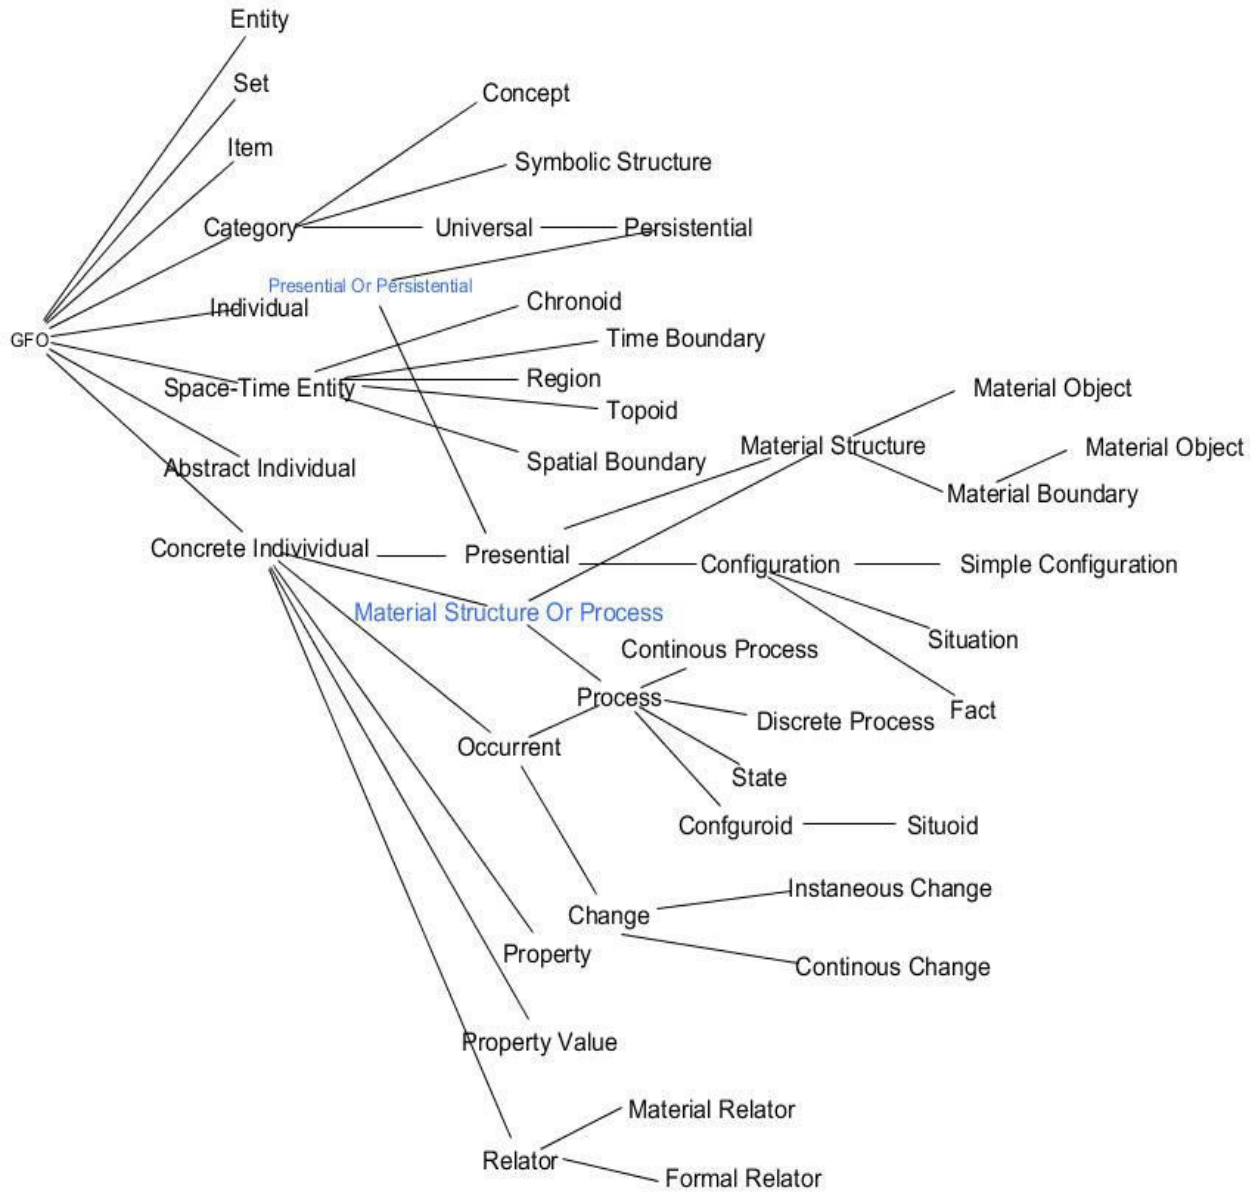 Entity
Set
Concept
Item
Symbolic Structure
Category
Universal
Persistential
Presential Or Persistential
Individual
Chronoid
GFO
Time Boundary
Space-Time Entity
Region
Material Object
Topoid
Material Structure
Material Object
Abstract Individual
Spatial Boundary
Material Boundary
Concrete Indivividual
Presential
Configuration
Simple Configuration
Material Structure Or Process
Situation
Continous Process
Process
Fact
Discrete Process
Occurrent
State
Confguroid
Situoid
Instaneous Change
Change
Property
Continous Change
Property Value
Material Relator
Relator
Formal Relator